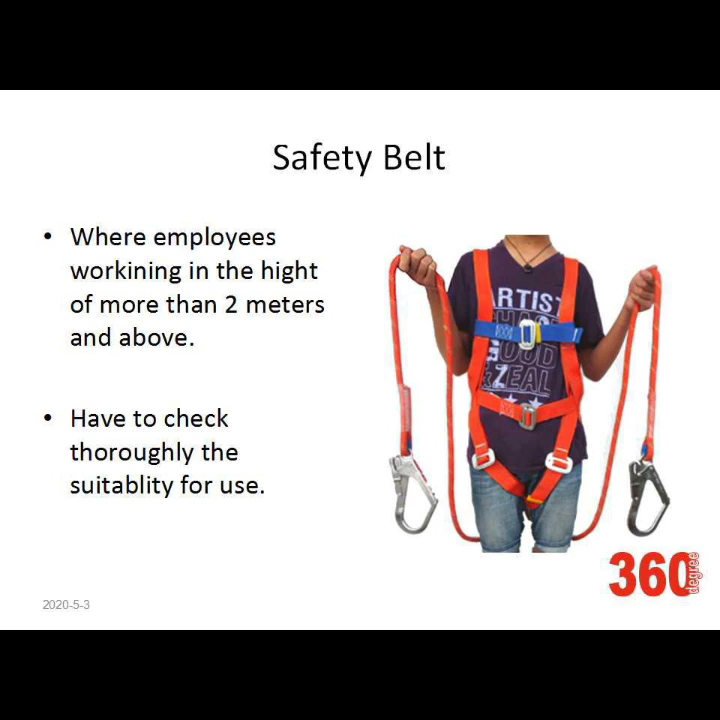 Safety Belt
• Where employees
workining in the hight
of more than 2 meters
and above.
• Have to check
thoroughly the
suitablity for use.
ARTIST
OUD
ZEAL
360
degree
2020-5-3